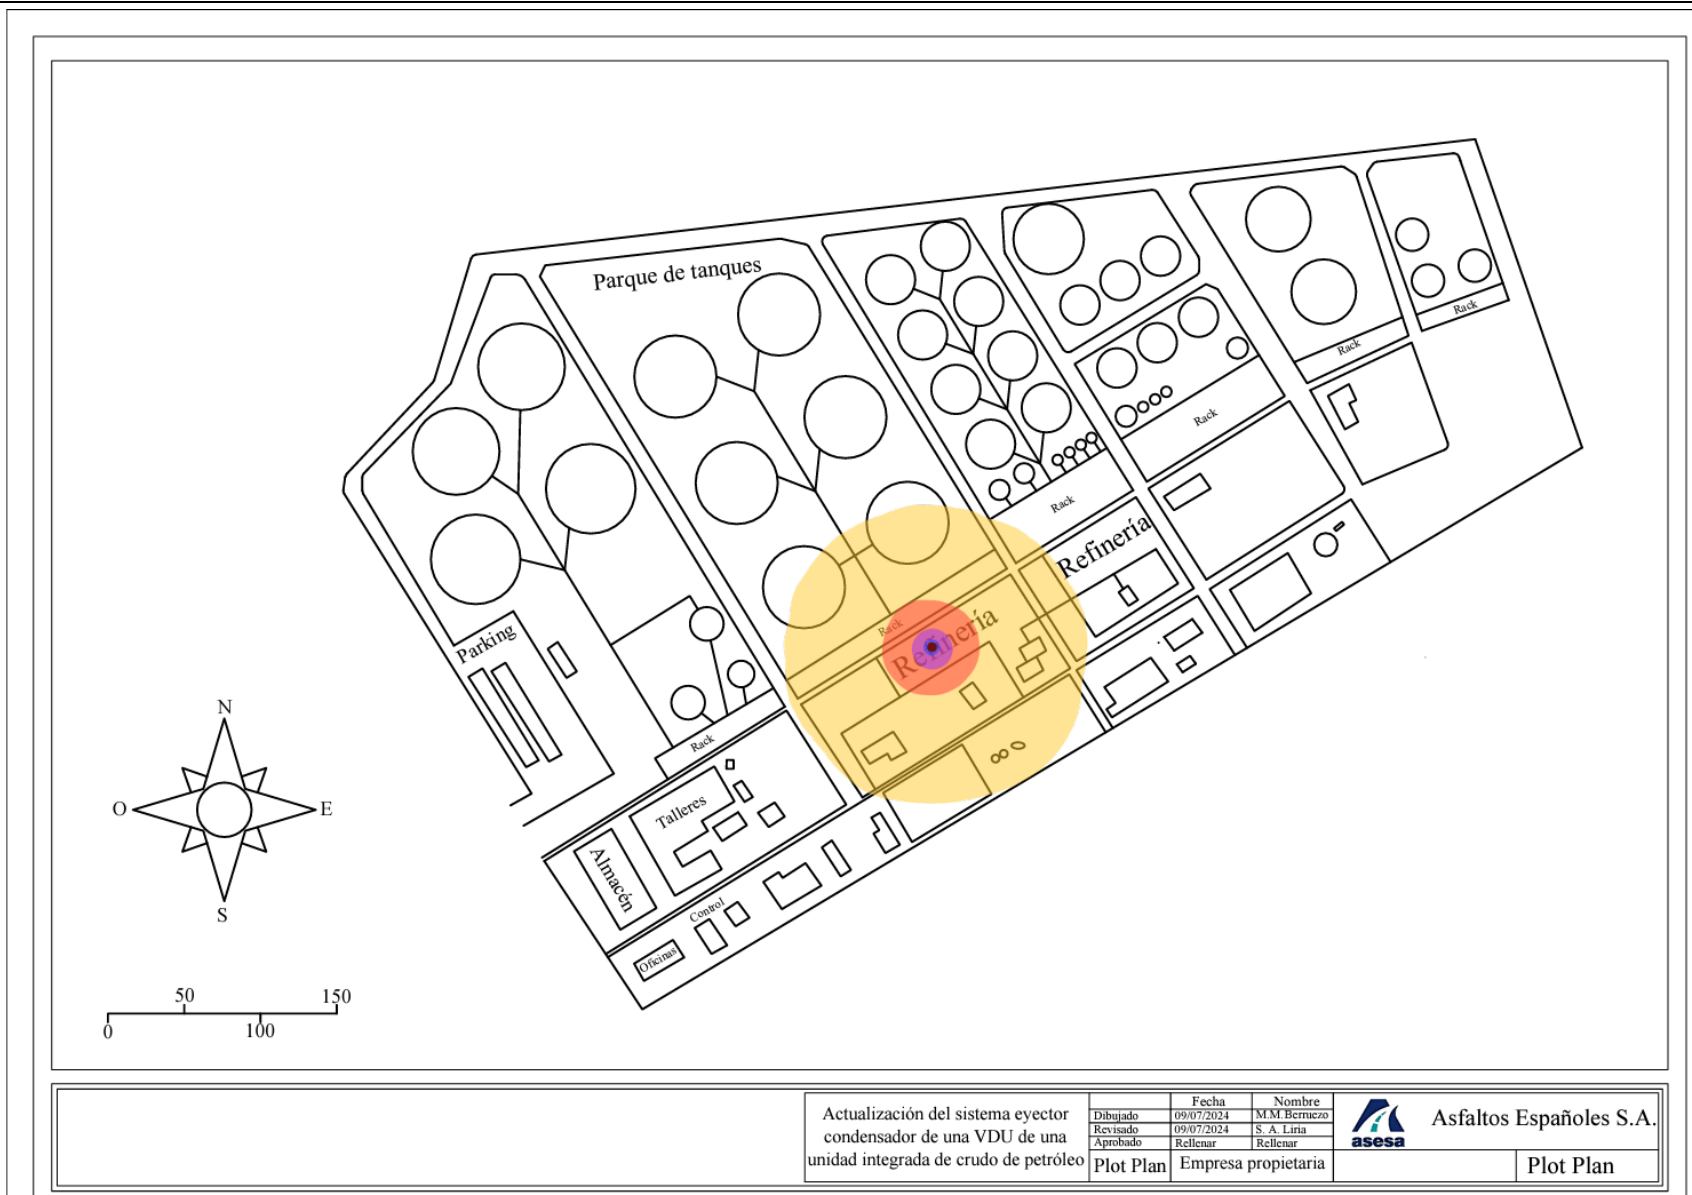 Parque de tanques
Rack
Rack
Rack
Rack
Refinería
Rack
Refinería
Parking
Rack
Talleres
Almacén
Control
Oficinas
N
O
E
S
50
150
0
100
Actualización del sistema eyector
condensador de una VDU de una
unidad integrada de crudo de petróleo
Fecha
Nombre
Dibujado
09/07/2024
M.M. Berruezo
Revisado
09/07/2024
S. A. Liria
Aprobado
Rellenar
Rellenar
Plot Plan
Empresa propietaria
asesa
Asfaltos Españoles S.A.
Plot Plan